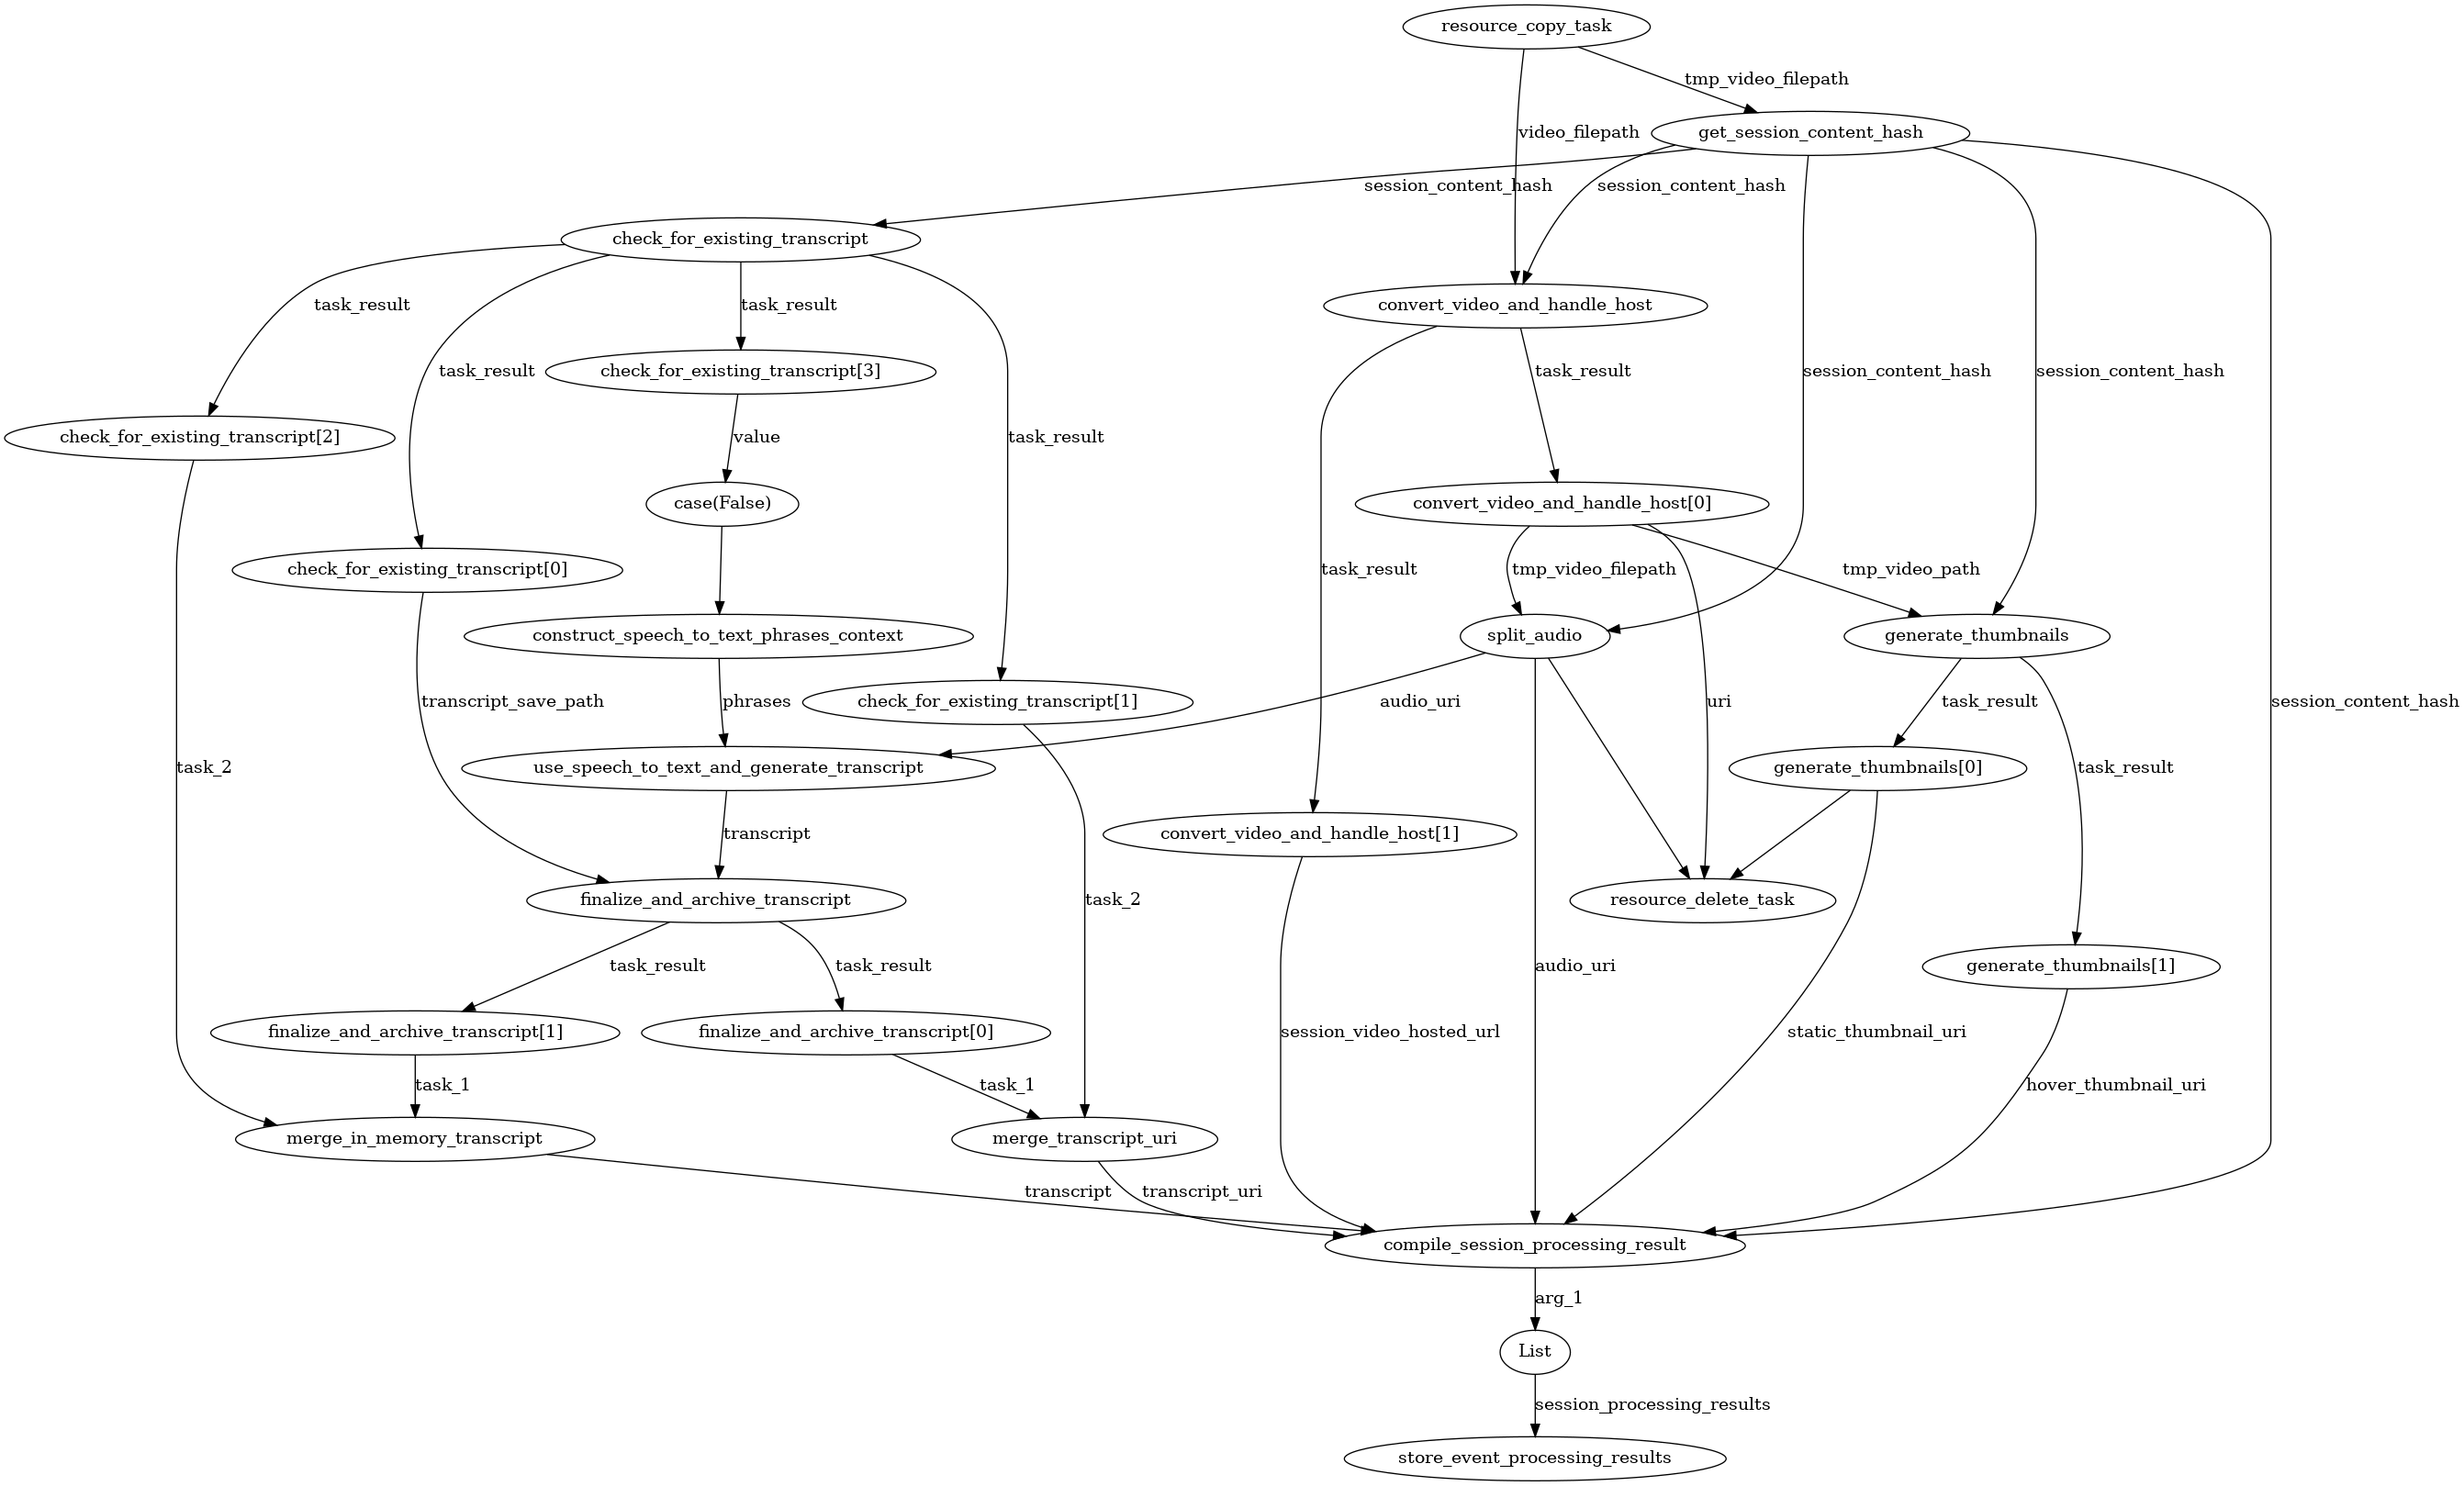 resource_copy_task
tmp_video_filepath
video_filepath
get_session_content_hash
session_content_hash
session_content_hash
check_for_existing_transcript
task_result
task_result
convert_video_and_handle_host
task_result
check_for_existing_transcript[3]
task_result
session_content_hash
session_content_hash
check_for_existing_transcript[2]
value
task_result
case(False)
convert_video_and_handle_host[0]
check_for_existing_transcript[0]
task_result
tmp_video_filepath
tmp_video_path
construct_speech_to_text_phrases_context
split_audio
generate_thumbnails
transcript_save_path
phrases
check_for_existing_transcript[1]
audio_uri
uri
task_result
session_content_hash
task_2
use_speech_to_text_and_generate_transcript
generate_thumbnails[0]
task_result
transcript
convert_video_and_handle_host[1]
finalize_and_archive_transcript
task_2
resource_delete_task
task_result
task_result
audio_uri
generate_thumbnails[1]
finalize_and_archive_transcript[1]
finalize_and_archive_transcript[0]
session_video_hosted_url
static_thumbnail_uri
task_1
task_1
hover_thumbnail_uri
merge_in_memory_transcript
merge_transcript_uri
transcript
transcript_uri
compile_session_processing_result
arg_1
List
session_processing_results
store_event_processing_results